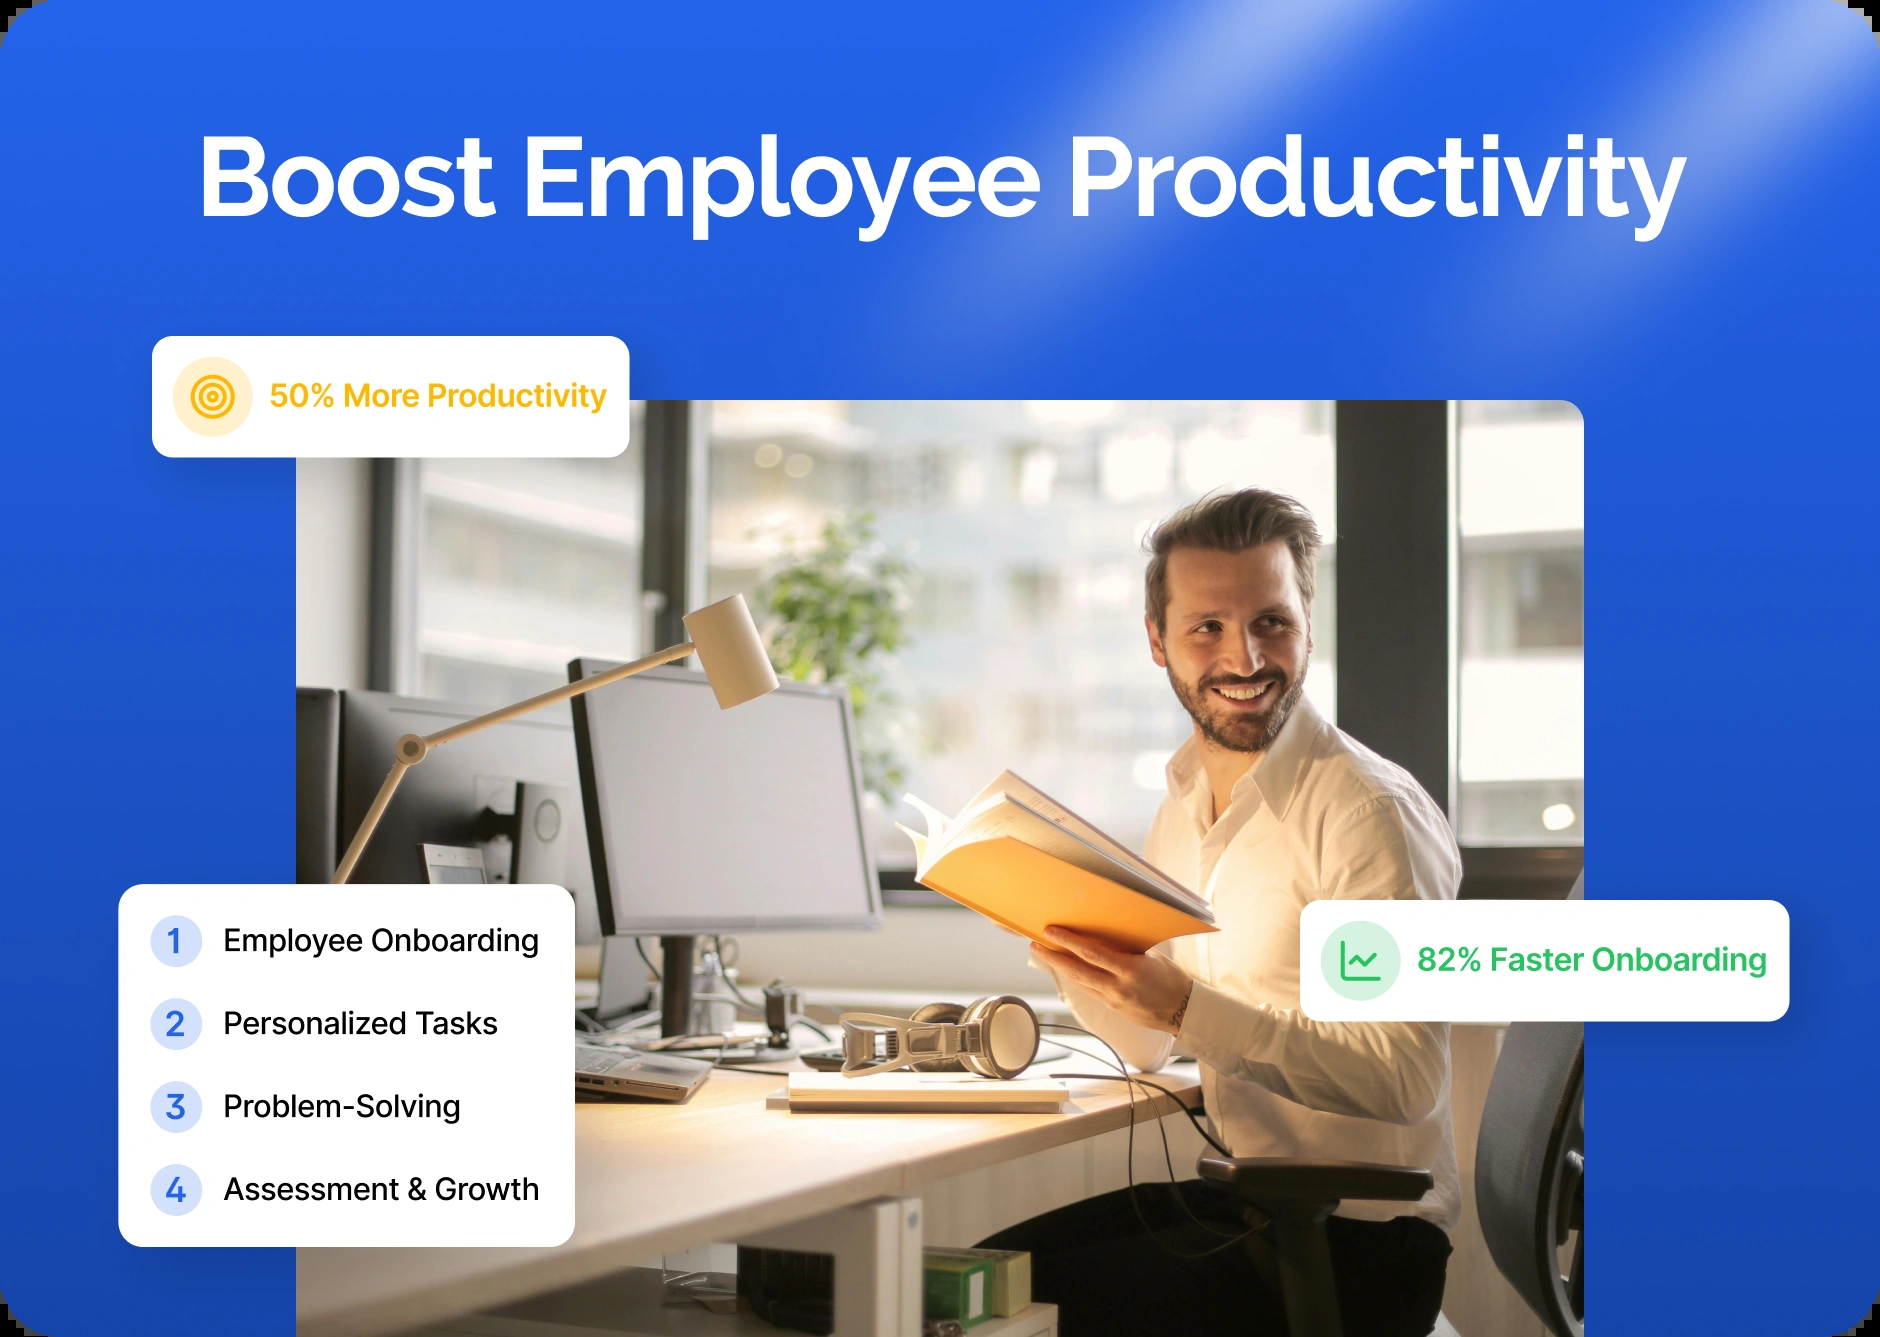 Boost Employee Productivity
50% More Productivity
1 Employee Onboarding
2 Personalized Tasks
3 Problem-Solving
4 Assessment & Growth
82% Faster Onboarding